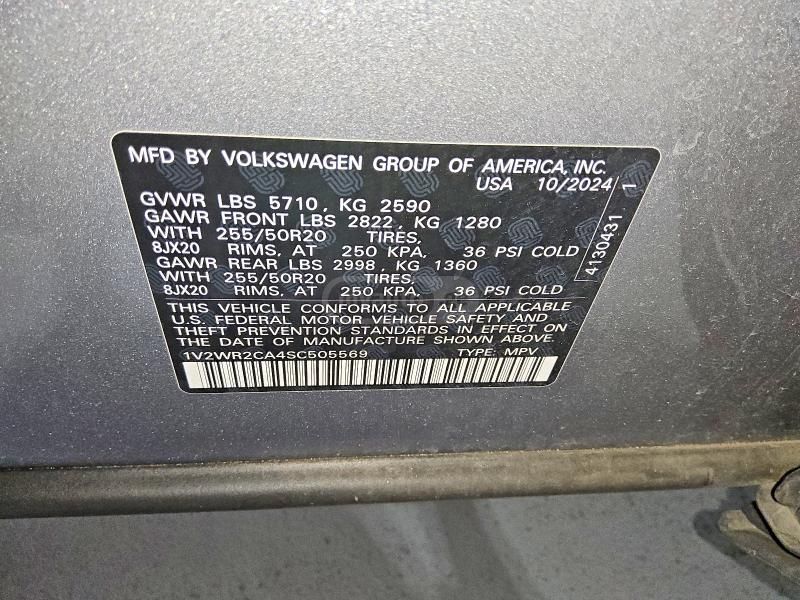 MFD BY VOLKSWAGEN GROUP OF AMERICA, INC.
USA 10/2024
GVWR LBS 5710, KG 2590
GAWR FRONT LBS 2822, KG 1280
WITH 255/50R20 TIRES,
8JX20 RIMS, AT 250 KPA, 36 PSI COLD
GAWR REAR LBS 2998, KG 1360
WITH 255/50R20 TIRES,
8JX20 RIMS, AT 250 KPA, 36 PSI COLD
THIS VEHICLE CONFORMS TO ALL APPLICABLE
U.S. FEDERAL MOTOR VEHICLE SAFETY AND
THEFT PREVENTION STANDARDS IN EFFECT ON
THE DATE OF MANUFACTURE SHOWN ABOVE.
1V2WR2CA4SC505569 TYPE: MPV
4130431 1